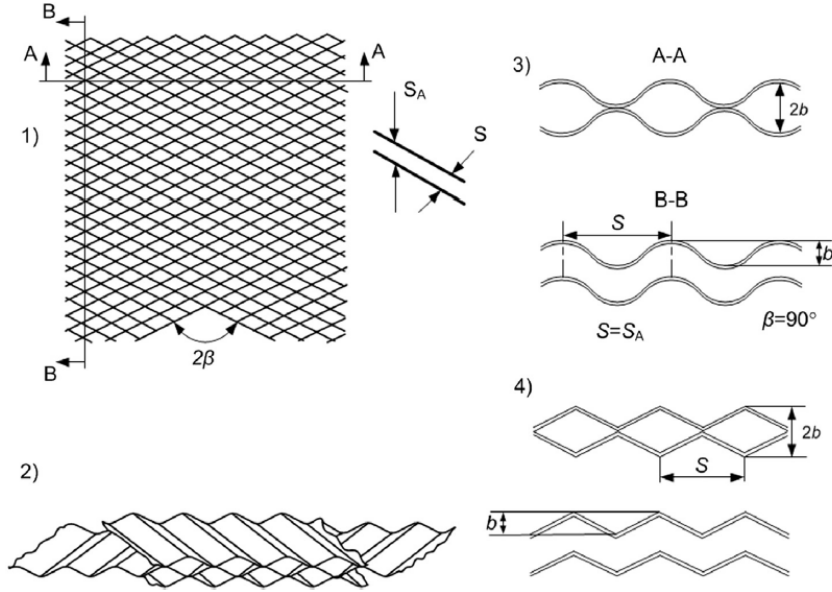 B
A
A
1)
S_A
S
2β
B
2)
3)
A-A
2b
B-B
S
b
S=S_A
β=90°
4)
2b
S
b